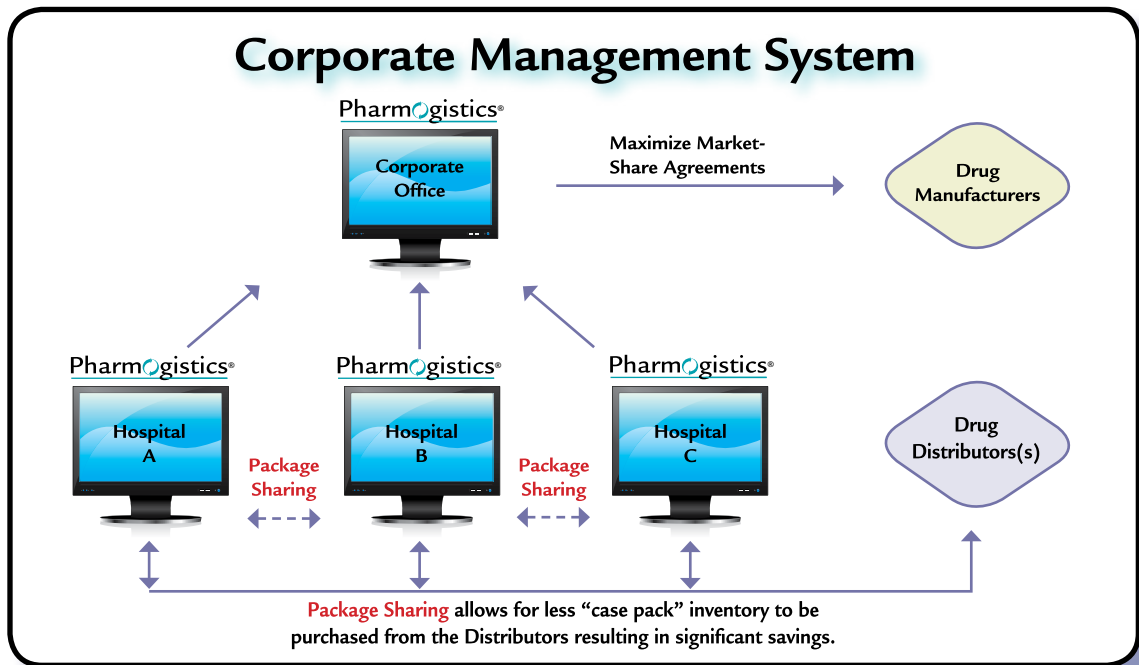 Corporate Management System
Pharmogistics®
Corporate
Office
Maximize Market-
Share Agreements
Drug
Manufacturers
Pharmogistics®
Hospital
A
Pharmogistics®
Hospital
B
Pharmogistics®
Hospital
C
Drug
Distributors(s)
Package
Sharing
Package
Sharing
Package Sharing allows for less “case pack” inventory to be
purchased from the Distributors resulting in significant savings.